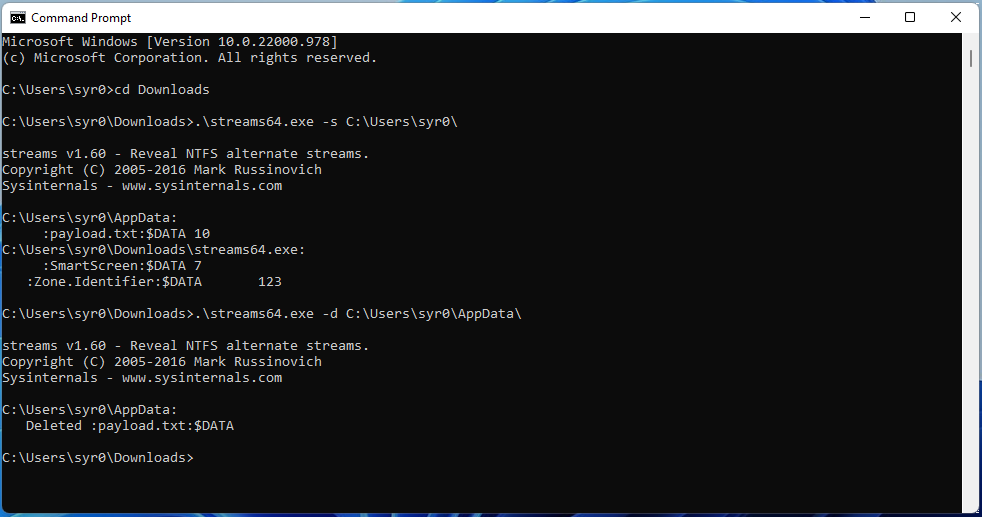 Command Prompt
Microsoft Windows [Version 10.0.22000.978]
(c) Microsoft Corporation. All rights reserved.
C:\Users\syr0>cd Downloads
C:\Users\syr0\Downloads>.\streams64.exe -s C:\Users\syr0\
streams v1.60 - Reveal NTFS alternate streams.
Copyright (C) 2005-2016 Mark Russinovich
Sysinternals - www.sysinternals.com
C:\Users\syr0\AppData:
:payload.txt:$DATA 10
C:\Users\syr0\Downloads\streams64.exe:
:SmartScreen:$DATA 7
:Zone.Identifier:$DATA 123
C:\Users\syr0\Downloads>.\streams64.exe -d C:\Users\syr0\AppData\
streams v1.60 - Reveal NTFS alternate streams.
Copyright (C) 2005-2016 Mark Russinovich
Sysinternals - www.sysinternals.com
C:\Users\syr0\AppData:
Deleted :payload.txt:$DATA
C:\Users\syr0\Downloads>